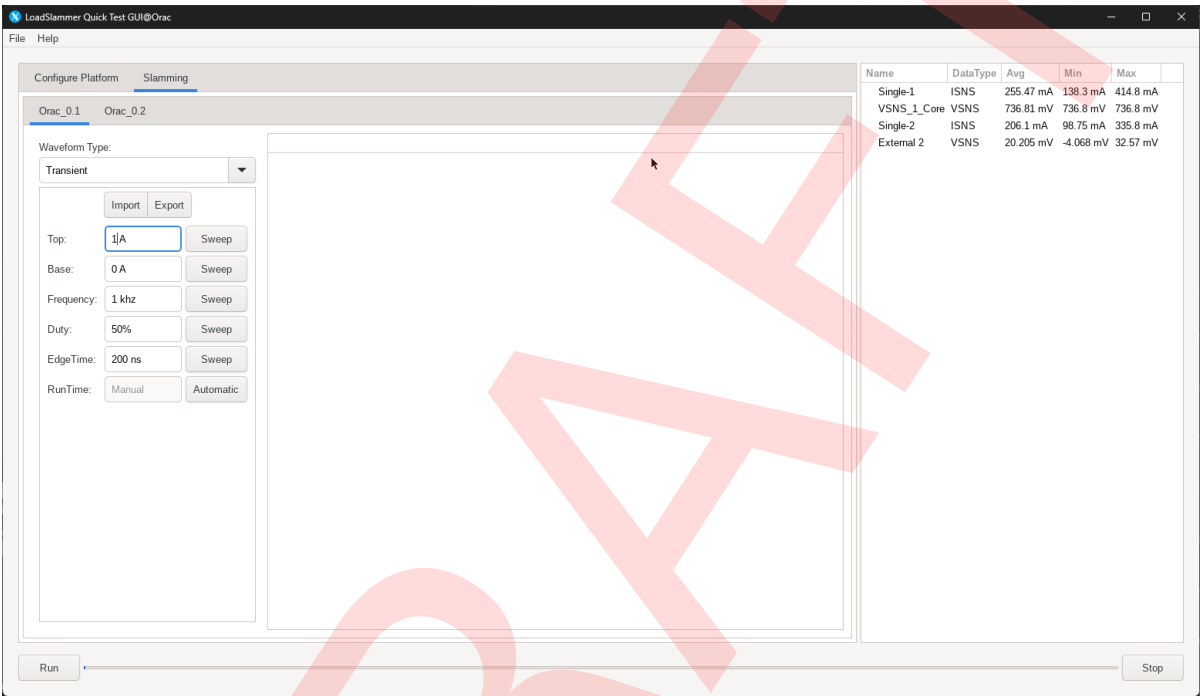 LoadSlammer Quick Test GUI@Orac
File Help
Configure Platform Slamming
Orac_0.1 Orac_0.2
Waveform Type:
Transient
Import Export
Top: 1 A Sweep
Base: 0 A Sweep
Frequency: 1 khz Sweep
Duty: 50% Sweep
EdgeTime: 200 ns Sweep
RunTime: Manual Automatic
Name DataType Avg Min Max
Single-1 ISNS 255.47 mA 138.3 mA 414.8 mA
VSNS_1_Core VSNS 736.81 mV 736.8 mV 736.8 mV
Single-2 ISNS 206.1 mA 98.75 mA 335.8 mA
External 2 VSNS 20.205 mV -4.068 mV 32.57 mV
Run Stop